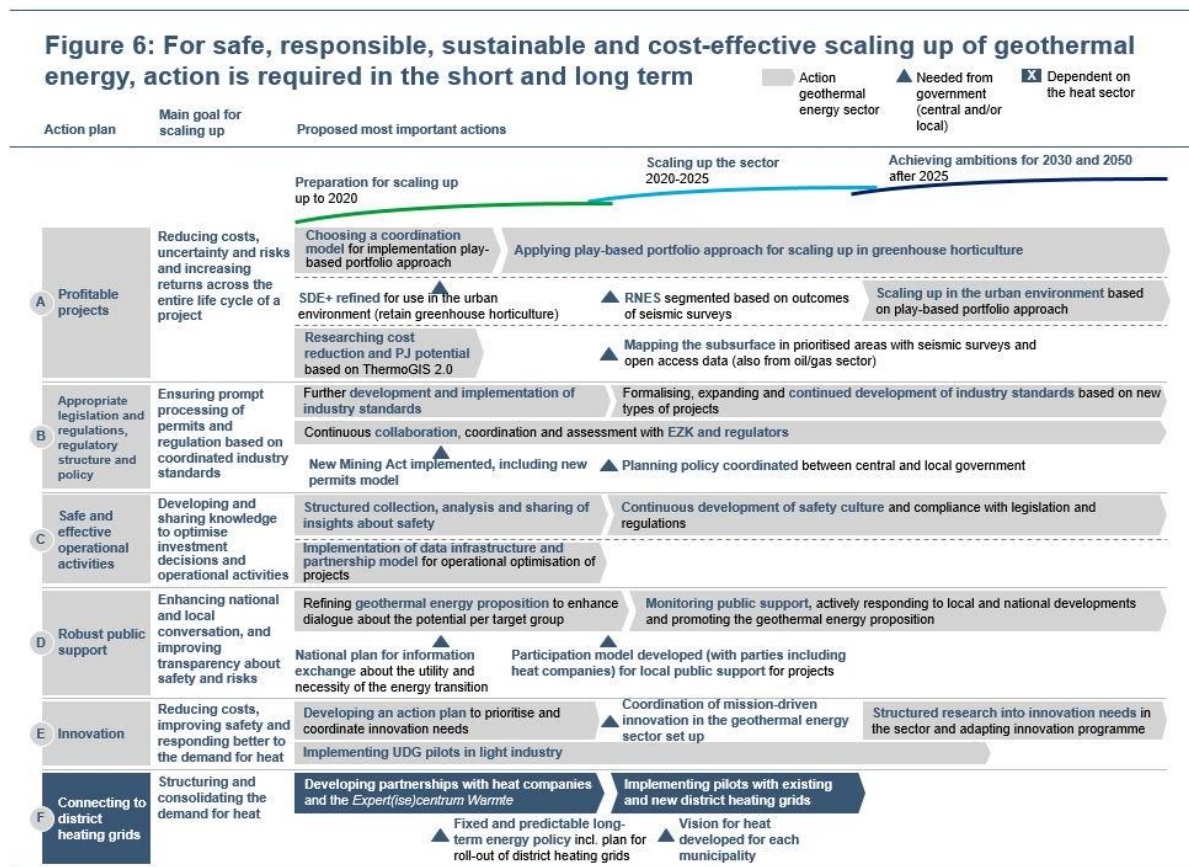 Figure 6: For safe, responsible, sustainable and cost-effective scaling up of geothermal
energy, action is required in the short and long term
Action
geothermal
energy sector
Needed from
government
(central and/or
local)
X
Dependent on
the heat sector
Action plan
Main goal for
scaling up
Proposed most important actions
Preparation for scaling up
up to 2020
Scaling up the sector
2020-2025
Achieving ambitions for 2030 and 2050
after 2025
A
Profitable
projects
Reducing costs,
uncertainty and risks
and increasing
returns across the
entire life cycle of a
project
Choosing a coordination
model for implementation play-
based portfolio approach
Applying play-based portfolio approach for scaling up in greenhouse horticulture
SDE+ refined for use in the urban
environment (retain greenhouse horticulture)
RNES segmented based on outcomes
of seismic surveys
Scaling up in the urban environment based
on play-based portfolio approach
Researching cost
reduction and PJ potential
based on ThermoGIS 2.0
Mapping the subsurface in prioritised areas with seismic surveys and
open access data (also from oil/gas sector)
B
Appropriate
legislation and
regulations,
regulatory
structure and
policy
Ensuring prompt
processing of
permits and
regulation based on
coordinated industry
standards
Further development and implementation of
industry standards
Formalising, expanding and continued development of industry standards based on new
types of projects
Continuous collaboration, coordination and assessment with EZK and regulators
New Mining Act implemented, including new
permits model
Planning policy coordinated between central and local government
C
Safe and
effective
operational
activities
Developing and
sharing knowledge
to optimise
investment
decisions and
operational activities
Structured collection, analysis and sharing of
insights about safety
Continuous development of safety culture and compliance with legislation and
regulations
Implementation of data infrastructure and
partnership model for operational optimisation of
projects
D
Robust public
support
Enhancing national
and local
conversation, and
improving
transparency about
safety and risks
Refining geothermal energy proposition to enhance
dialogue about the potential per target group
Monitoring public support, actively responding to local and national developments
and promoting the geothermal energy proposition
National plan for information
exchange about the utility and
necessity of the energy transition
Participation model developed (with parties including
heat companies) for local public support for projects
E
Innovation
Reducing costs,
improving safety and
responding better to
the demand for heat
Developing an action plan to prioritise and
coordinate innovation needs
Coordination of mission-driven
innovation in the geothermal energy
sector set up
Structured research into innovation needs in
the sector and adapting innovation programme
Implementing UDG pilots in light industry
F
Connecting to
district
heating grids
Structuring and
consolidating the
demand for heat
Developing partnerships with heat companies
and the Expert(ise)centrum Warmte
Implementing pilots with existing
and new district heating grids
Fixed and predictable long-
term energy policy incl. plan for
roll-out of district heating grids
Vision for heat
developed for each
municipality